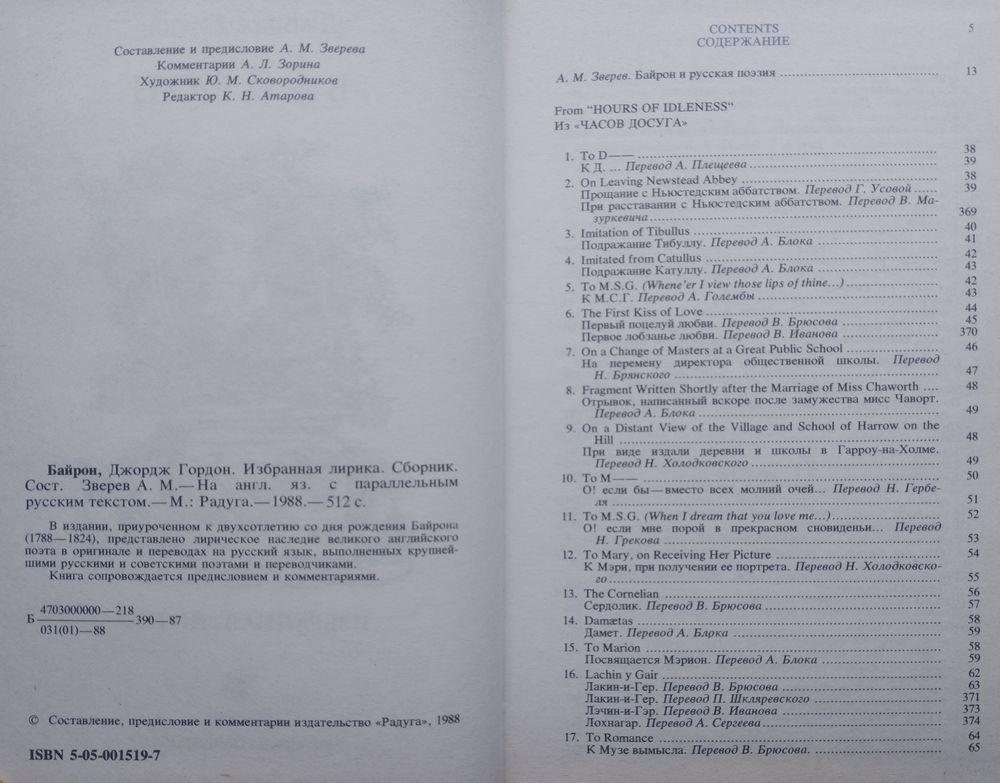 Составление и предисловие А. М. Зверева
Комментарии А. Л. Зорина
Художник Ю. М. Сковородников
Редактор К. Н. Атарова
Байрон, Джордж Гордон. Избранная лирика. Сборник.
Сост. Зверев А. М.—На англ. яз. с параллельным
русским текстом.—М.: Радуга.—1988.—512 с.
В издании, приуроченном к двухсотлетию со дня рождения Байрона
(1788—1824), представлено лирическое наследие великого английского
поэта в оригинале и переводах на русский язык, выполненных крупней-
шими русскими и советскими поэтами и переводчиками.
Книга сопровождается предисловием и комментариями.
4703000000—218
Б 390—87
031(01)—88
© Составление, предисловие и комментарии издательство «Радуга», 1988
ISBN 5-05-001519-7
CONTENTS 5
СОДЕРЖАНИЕ
А. М. Зверев. Байрон и русская поэзия ... 13
From "HOURS OF IDLENESS"
Из «ЧАСОВ ДОСУГА»
1. To D—— ... 38
К Д. ... Перевод А. Плещеева ... 39
2. On Leaving Newstead Abbey ... 38
Прощание с Ньюстедским аббатством. Перевод Г. Усовой ... 39
При расставании с Ньюстедским аббатством. Перевод В. Ма-
зуркевича ... 369
3. Imitation of Tibullus ... 40
Подражание Тибуллу. Перевод А. Блока ... 41
4. Imitated from Catullus ... 42
Подражание Катуллу. Перевод А. Блока ... 43
5. To M.S.G. (Whene'er I view those lips of thine...) ... 42
К М.С.Г. Перевод А. Голембы ... 43
6. The First Kiss of Love ... 44
Первый поцелуй любви. Перевод В. Брюсова ... 45
Первое лобзанье любви. Перевод В. Иванова ... 370
7. On a Change of Masters at a Great Public School ... 46
На перемену директора общественной школы. Перевод
Н. Брянского ... 47
8. Fragment Written Shortly after the Marriage of Miss Chaworth .... 48
Отрывок, написанный вскоре после замужества мисс Чаворт.
Перевод А. Блока ... 49
9. On a Distant View of the Village and School of Harrow on the
Hill ... 48
При виде издали деревни и школы в Гарроу-на-Холме.
Перевод Н. Холодковского ... 49
10. To M—— ... 50
О! если бы—вместо всех молний очей... Перевод Н. Гербе-
ля ... 51
11. To M.S.G. (When I dream that you love me...) ... 52
О! если мне порой в прекрасном сновиденьи... Перевод
Н. Грекова ... 53
12. To Mary, on Receiving Her Picture ... 54
К Мэри, при получении ее портрета. Перевод Н. Холодковско-
го ... 55
13. The Cornelian ... 56
Сердолик. Перевод В. Брюсова ... 57
14. Damætas ... 58
Дамет. Перевод А. Блока ... 59
15. To Marion ... 58
Посвящается Мэрион. Перевод А. Блока ... 59
16. Lachin y Gair ... 62
Лакин-и-Гер. Перевод В. Брюсова ... 63
Лакин-и-Гер. Перевод П. Шкляревского ... 371
Лэчин-и-Гэр. Перевод В. Иванова ... 373
Лохнагар. Перевод А. Сергеева ... 374
17. To Romance ... 64
К Музе вымысла. Перевод В. Брюсова. ... 65